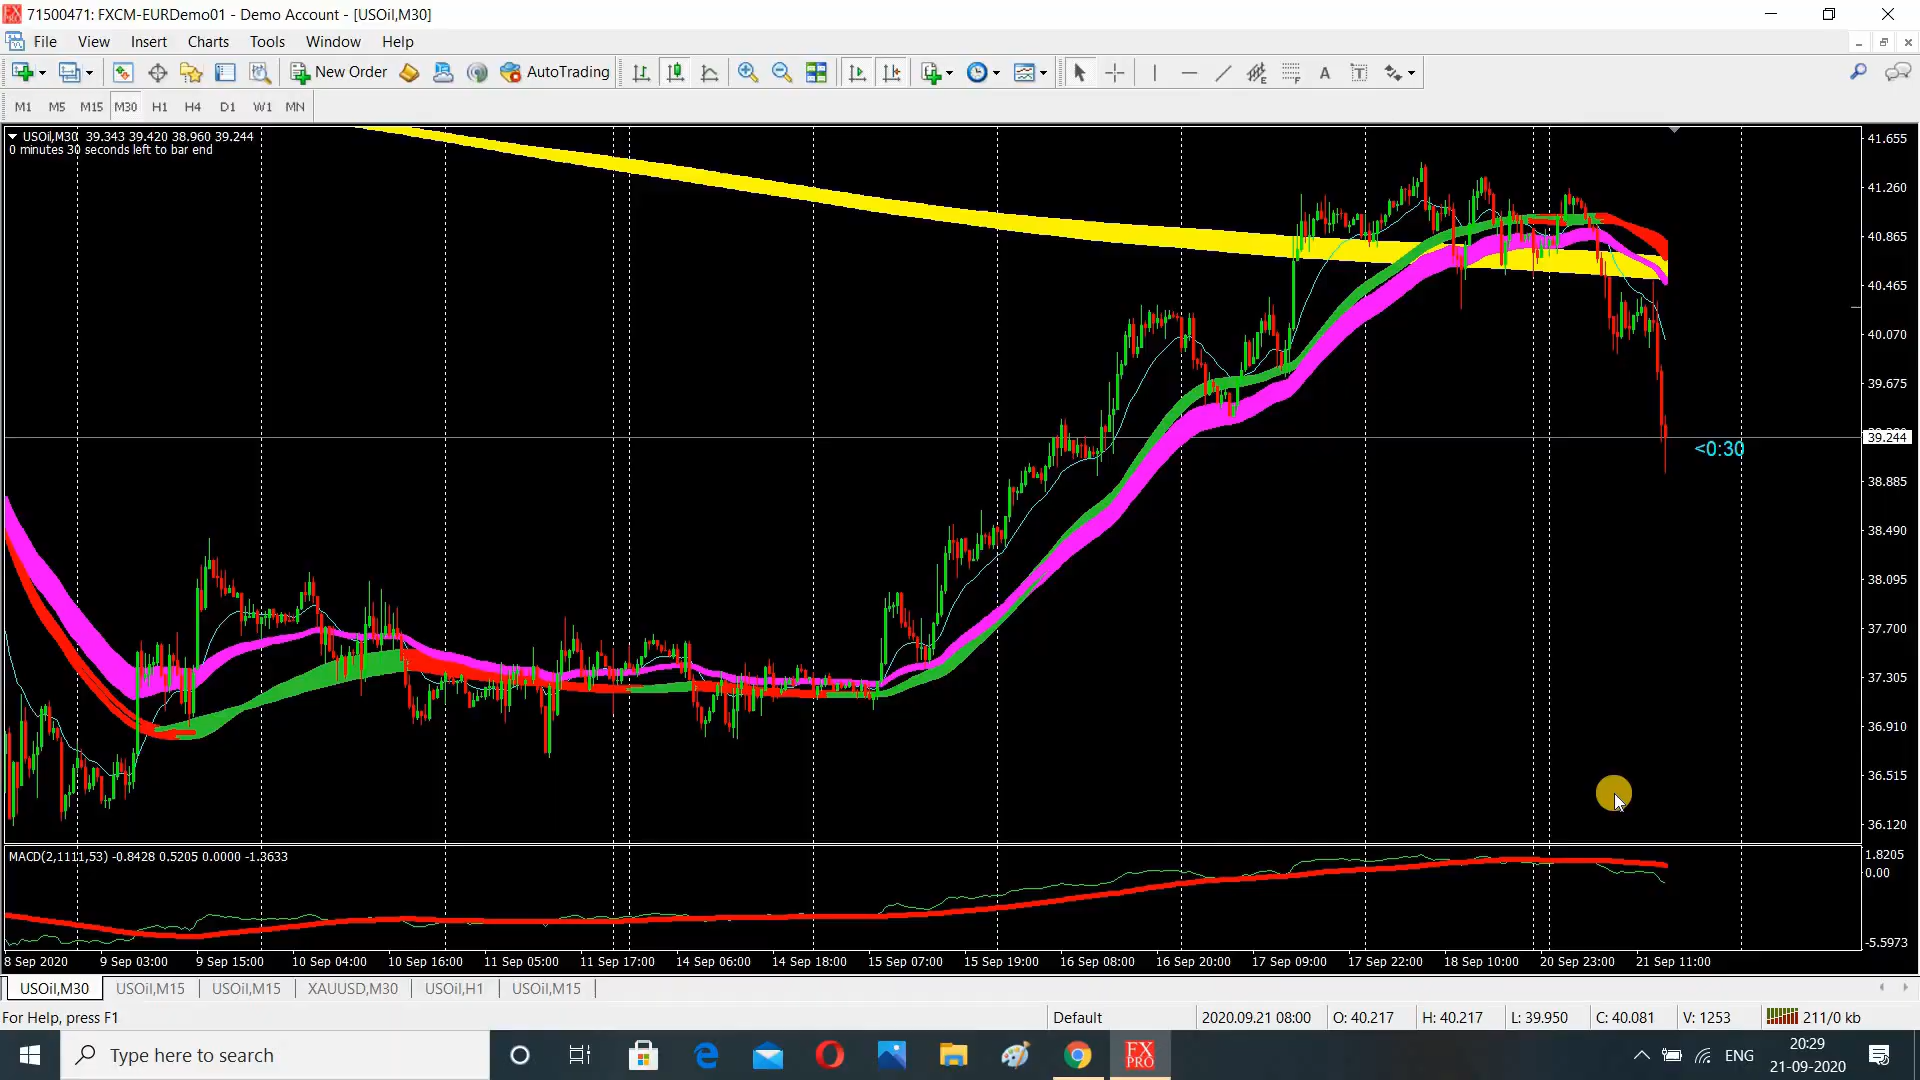 71500471: FXCM-EURDemo01 - Demo Account - [USOil,M30]
File View Insert Charts Tools Window Help
New Order AutoTrading
M1 M5 M15 M30 H1 H4 D1 W1 MN
USOil,M30 39.343 39.420 38.960 39.244
0 minutes 30 seconds left to bar end
41.655
41.260
40.865
40.465
40.070
39.675
39.244
<0:30
38.885
38.490
38.095
37.700
37.305
36.910
36.515
36.120
MACD(2,1111,53) -0.8428 0.5205 0.0000 -1.3633
1.8205
0.00
-5.5973
8 Sep 2020 9 Sep 03:00 9 Sep 15:00 10 Sep 04:00 10 Sep 16:00 11 Sep 05:00 11 Sep 17:00 14 Sep 06:00 14 Sep 18:00 15 Sep 07:00 15 Sep 19:00 16 Sep 08:00 16 Sep 20:00 17 Sep 09:00 17 Sep 22:00 18 Sep 10:00 20 Sep 23:00 21 Sep 11:00
USOil,M30 USOil,M15 USOil,M15 XAUUSD,M30 USOil,H1 USOil,M15
For Help, press F1 Default 2020.09.21 08:00 O: 40.217 H: 40.217 L: 39.950 C: 40.081 V: 1253 211/0 kb
Type here to search FX PRO ENG 20:29
21-09-2020